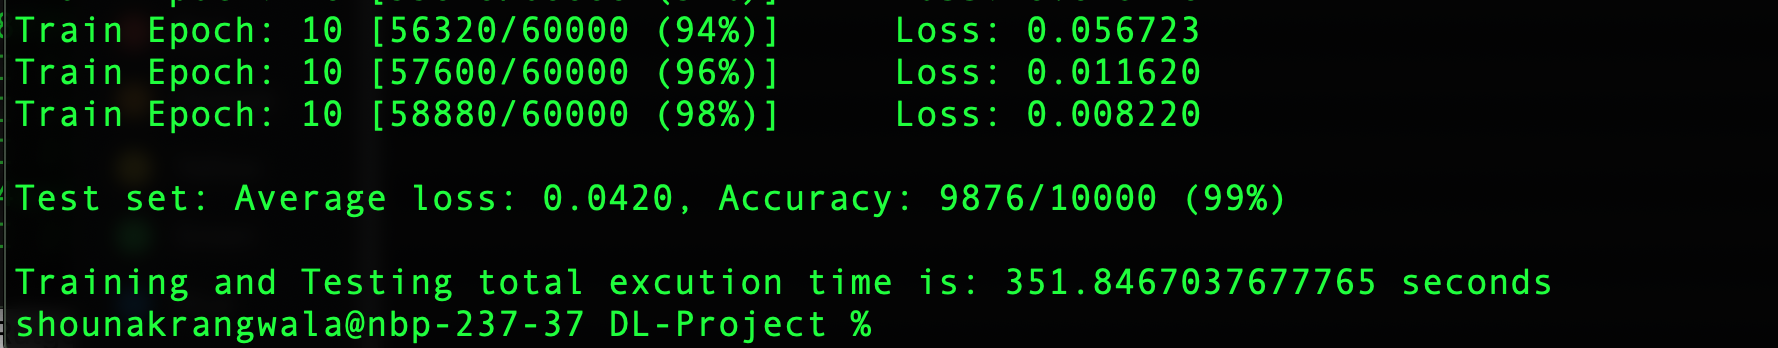 Train Epoch: 10 [56320/60000 (94%)]     Loss: 0.056723
Train Epoch: 10 [57600/60000 (96%)]     Loss: 0.011620
Train Epoch: 10 [58880/60000 (98%)]     Loss: 0.008220
Test set: Average loss: 0.0420, Accuracy: 9876/10000 (99%)
Training and Testing total excution time is: 351.8467037677765 seconds
shounakrangwala@nbp-237-37 DL-Project %